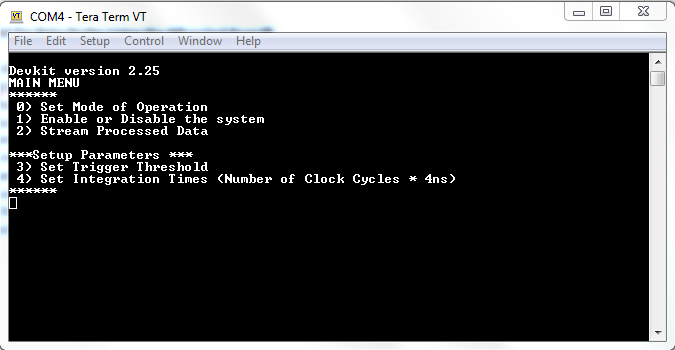 VT COM4 - Tera Term VT
File Edit Setup Control Window Help
Devkit version 2.25
MAIN MENU
******
0) Set Mode of Operation
1) Enable or Disable the system
2) Stream Processed Data
***Setup Parameters ***
3) Set Trigger Threshold
4) Set Integration Times (Number of Clock Cycles * 4ns)
******